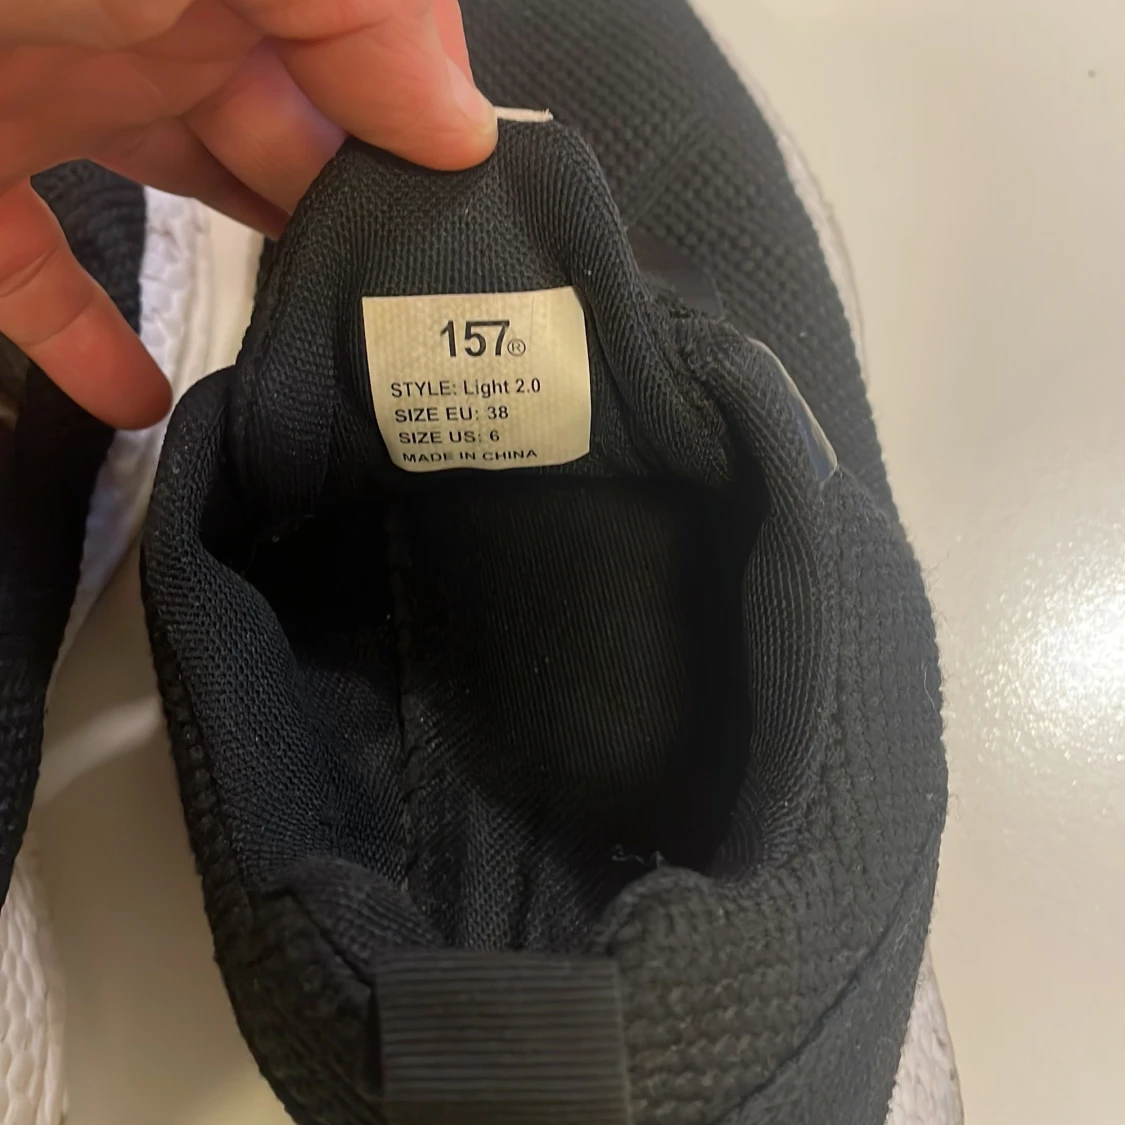 157®
STYLE: Light 2.0
SIZE EU: 38
SIZE US: 6
MADE IN CHINA